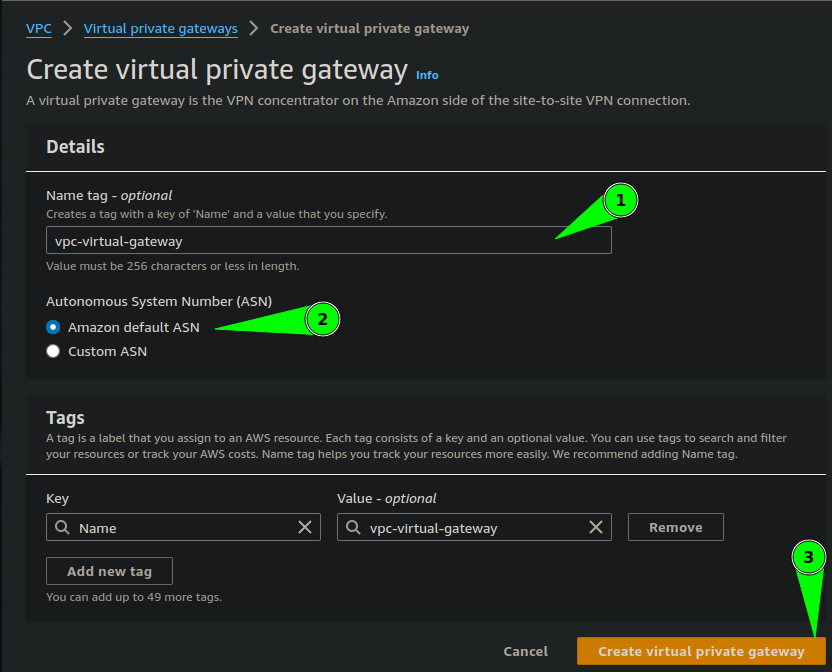 VPC > Virtual private gateways > Create virtual private gateway
Create virtual private gateway Info
A virtual private gateway is the VPN concentrator on the Amazon side of the site-to-site VPN connection.
Details
Name tag - optional
Creates a tag with a key of 'Name' and a value that you specify.
1
vpc-virtual-gateway
Value must be 256 characters or less in length.
Autonomous System Number (ASN)
Amazon default ASN
2
Custom ASN
Tags
A tag is a label that you assign to an AWS resource. Each tag consists of a key and an optional value. You can use tags to search and filter
your resources or track your AWS costs. Name tag helps you track your resources more easily. We recommend adding Name tag.
Key Value - optional
Name vpc-virtual-gateway Remove
Add new tag
3
You can add up to 49 more tags.
Cancel Create virtual private gateway